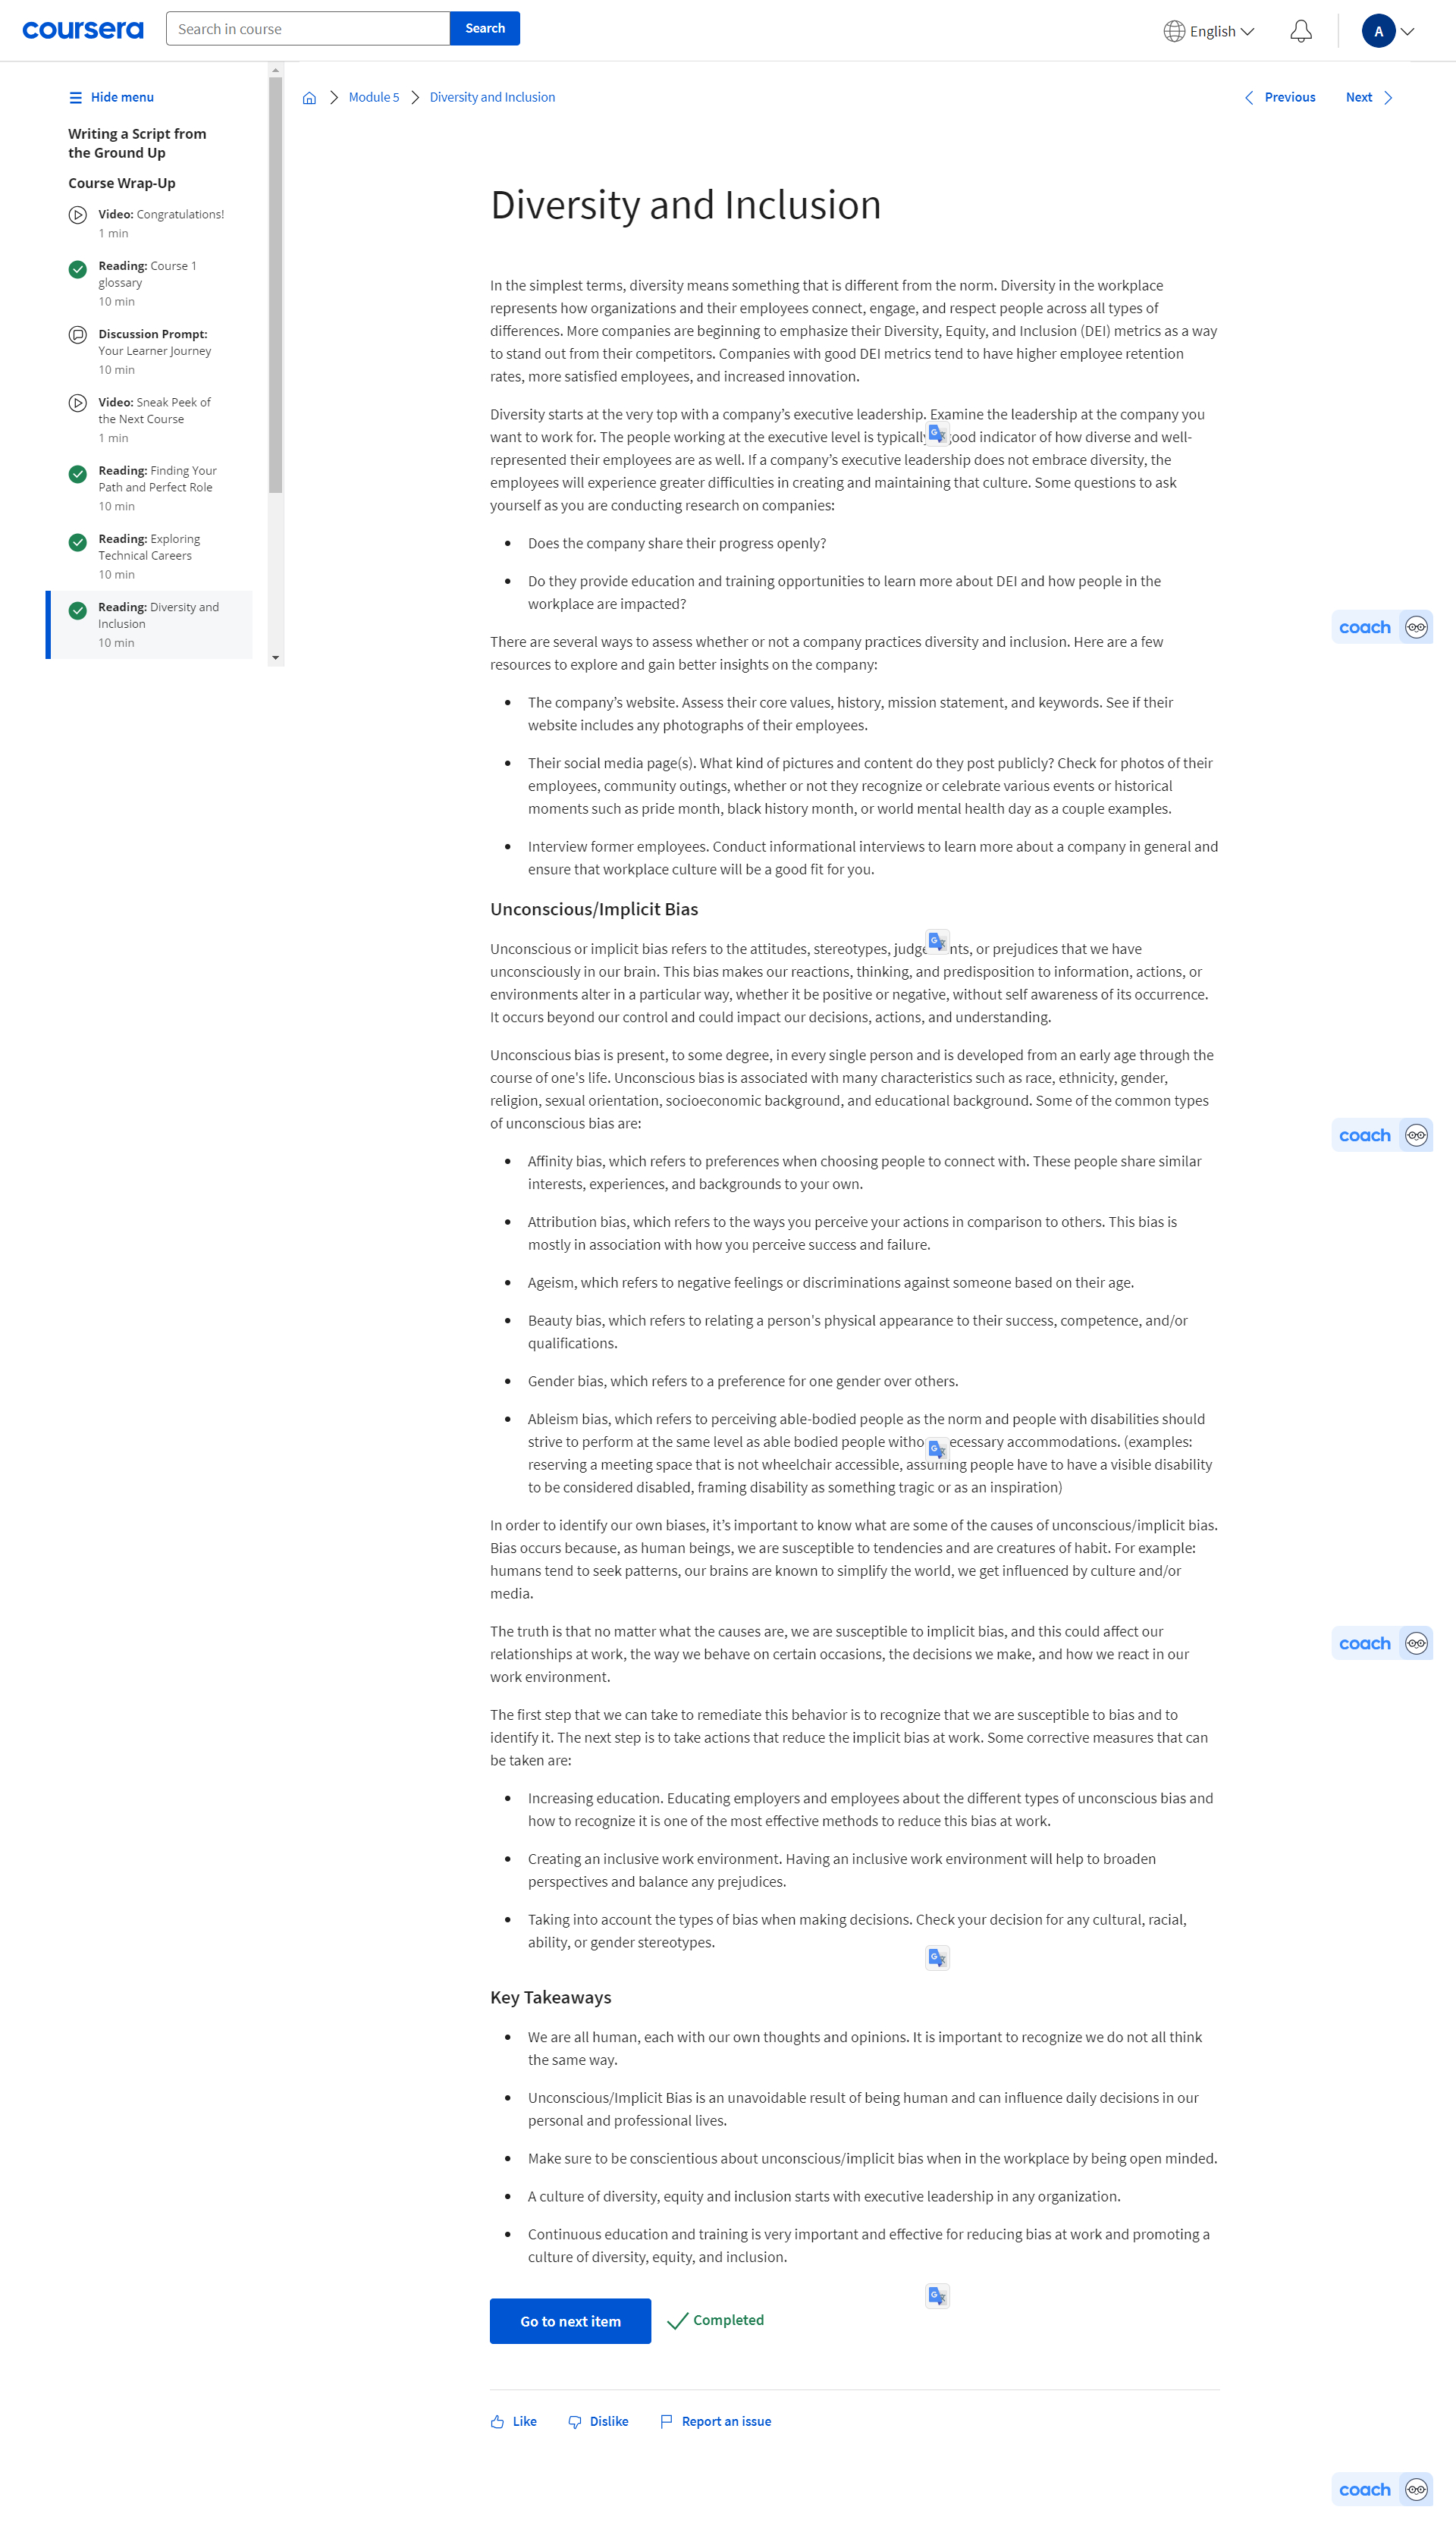 coursera
Search in course
Search
English
A
Hide menu
Module 5
Diversity and Inclusion
Previous
Next
Writing a Script from
the Ground Up
Course Wrap-Up
Video: Congratulations!
1 min
Reading: Course 1
glossary
10 min
Discussion Prompt:
Your Learner Journey
10 min
Video: Sneak Peek of
the Next Course
1 min
Reading: Finding Your
Path and Perfect Role
10 min
Reading: Exploring
Technical Careers
10 min
Reading: Diversity and
Inclusion
10 min
Diversity and Inclusion
In the simplest terms, diversity means something that is different from the norm. Diversity in the workplace
represents how organizations and their employees connect, engage, and respect people across all types of
differences. More companies are beginning to emphasize their Diversity, Equity, and Inclusion (DEI) metrics as a way
to stand out from their competitors. Companies with good DEI metrics tend to have higher employee retention
rates, more satisfied employees, and increased innovation.
Diversity starts at the very top with a company’s executive leadership. Examine the leadership at the company you
want to work for. The people working at the executive level is typically ood indicator of how diverse and well-
represented their employees are as well. If a company’s executive leadership does not embrace diversity, the
employees will experience greater difficulties in creating and maintaining that culture. Some questions to ask
yourself as you are conducting research on companies:
• Does the company share their progress openly?
• Do they provide education and training opportunities to learn more about DEI and how people in the
workplace are impacted?
There are several ways to assess whether or not a company practices diversity and inclusion. Here are a few
resources to explore and gain better insights on the company:
• The company’s website. Assess their core values, history, mission statement, and keywords. See if their
website includes any photographs of their employees.
• Their social media page(s). What kind of pictures and content do they post publicly? Check for photos of their
employees, community outings, whether or not they recognize or celebrate various events or historical
moments such as pride month, black history month, or world mental health day as a couple examples.
• Interview former employees. Conduct informational interviews to learn more about a company in general and
ensure that workplace culture will be a good fit for you.
Unconscious/Implicit Bias
Unconscious or implicit bias refers to the attitudes, stereotypes, judge nts, or prejudices that we have
unconsciously in our brain. This bias makes our reactions, thinking, and predisposition to information, actions, or
environments alter in a particular way, whether it be positive or negative, without self awareness of its occurrence.
It occurs beyond our control and could impact our decisions, actions, and understanding.
Unconscious bias is present, to some degree, in every single person and is developed from an early age through the
course of one's life. Unconscious bias is associated with many characteristics such as race, ethnicity, gender,
religion, sexual orientation, socioeconomic background, and educational background. Some of the common types
of unconscious bias are:
• Affinity bias, which refers to preferences when choosing people to connect with. These people share similar
interests, experiences, and backgrounds to your own.
• Attribution bias, which refers to the ways you perceive your actions in comparison to others. This bias is
mostly in association with how you perceive success and failure.
• Ageism, which refers to negative feelings or discriminations against someone based on their age.
• Beauty bias, which refers to relating a person's physical appearance to their success, competence, and/or
qualifications.
• Gender bias, which refers to a preference for one gender over others.
• Ableism bias, which refers to perceiving able-bodied people as the norm and people with disabilities should
strive to perform at the same level as able bodied people witho ecessary accommodations. (examples:
reserving a meeting space that is not wheelchair accessible, assuming people have to have a visible disability
to be considered disabled, framing disability as something tragic or as an inspiration)
In order to identify our own biases, it’s important to know what are some of the causes of unconscious/implicit bias.
Bias occurs because, as human beings, we are susceptible to tendencies and are creatures of habit. For example:
humans tend to seek patterns, our brains are known to simplify the world, we get influenced by culture and/or
media.
The truth is that no matter what the causes are, we are susceptible to implicit bias, and this could affect our
relationships at work, the way we behave on certain occasions, the decisions we make, and how we react in our
work environment.
The first step that we can take to remediate this behavior is to recognize that we are susceptible to bias and to
identify it. The next step is to take actions that reduce the implicit bias at work. Some corrective measures that can
be taken are:
• Increasing education. Educating employers and employees about the different types of unconscious bias and
how to recognize it is one of the most effective methods to reduce this bias at work.
• Creating an inclusive work environment. Having an inclusive work environment will help to broaden
perspectives and balance any prejudices.
• Taking into account the types of bias when making decisions. Check your decision for any cultural, racial,
ability, or gender stereotypes.
Key Takeaways
• We are all human, each with our own thoughts and opinions. It is important to recognize we do not all think
the same way.
• Unconscious/Implicit Bias is an unavoidable result of being human and can influence daily decisions in our
personal and professional lives.
• Make sure to be conscientious about unconscious/implicit bias when in the workplace by being open minded.
• A culture of diversity, equity and inclusion starts with executive leadership in any organization.
• Continuous education and training is very important and effective for reducing bias at work and promoting a
culture of diversity, equity, and inclusion.
Go to next item
Completed
Like
Dislike
Report an issue
coach
coach
coach
coach